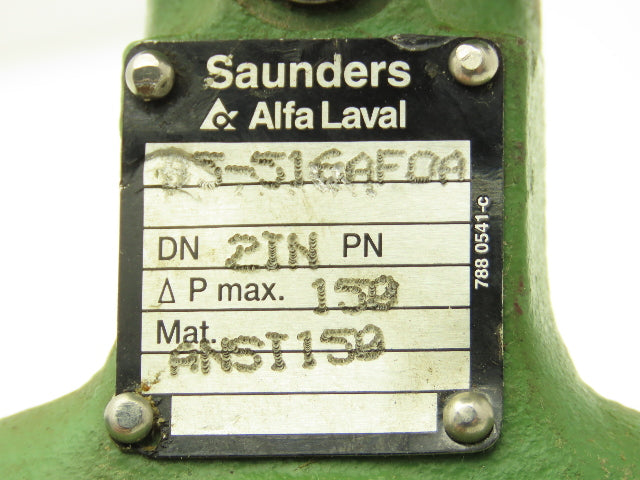 Saunders
Alfa Laval
DN 2IN PN
Δ P max. 150
Mat.
ANSI150
788 0541-c